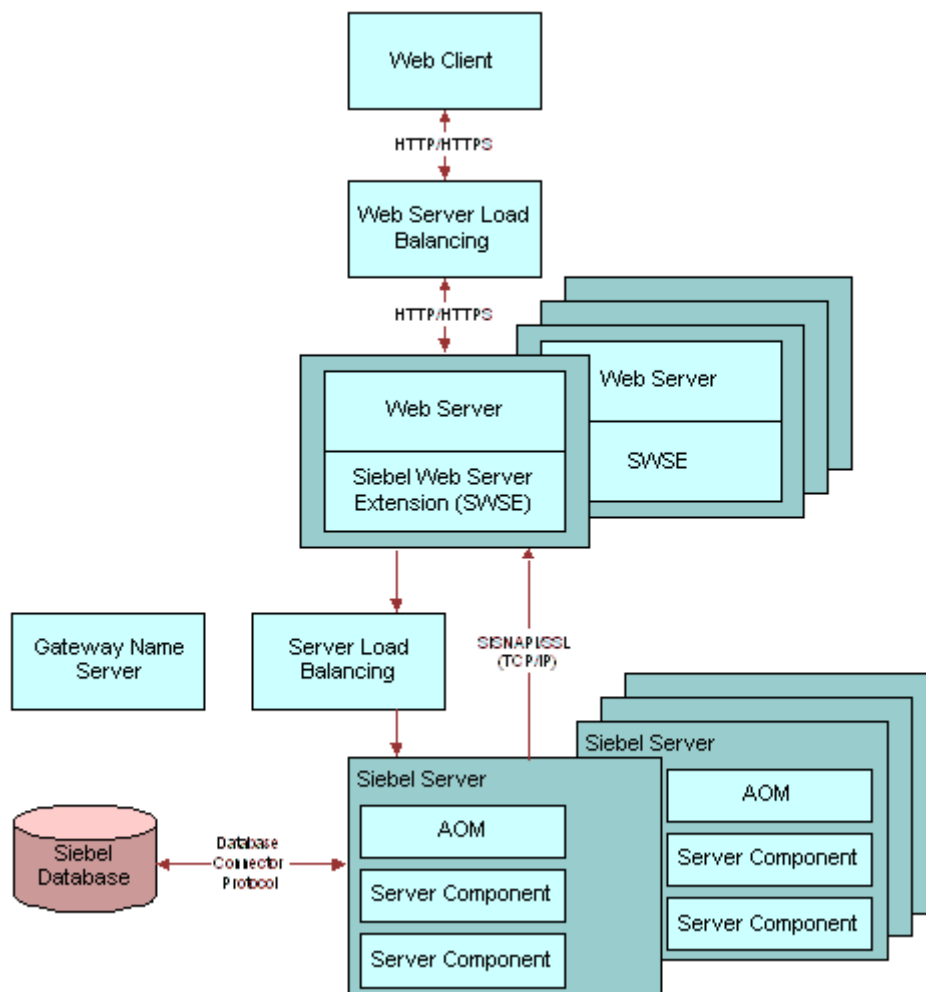 Web Client
HTTP/HTTPS
Web Server Load
Balancing
HTTP/HTTPS
Web Server
Siebel Web Server
Extension (SWSE)
Web Server
SWSE
Gateway Name
Server
Server Load
Balancing
SISNAPI/SSL
(TCP/IP)
Siebel Server
AOM
Server Component
Server Component
Siebel Server
AOM
Server Component
Server Component
Siebel
Database
Database
Connector
Protocol